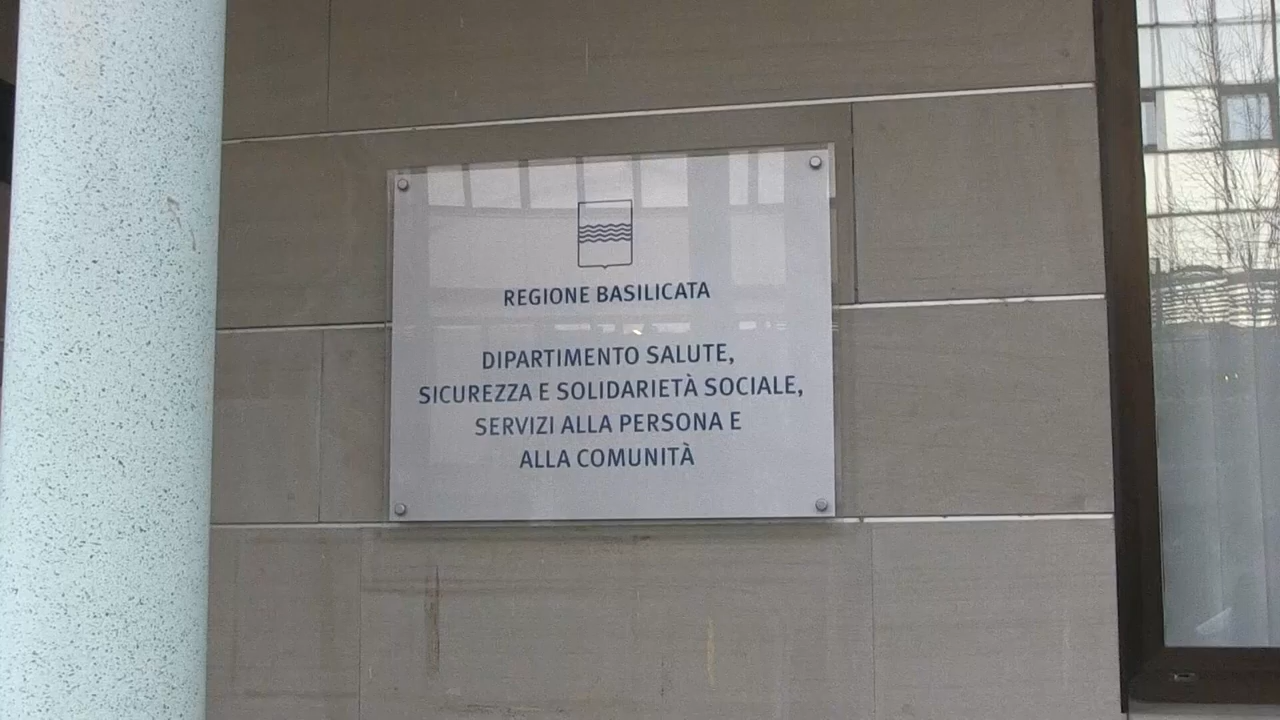 REGIONE BASILICATA
DIPARTIMENTO SALUTE,
SICUREZZA E SOLIDARIETÀ SOCIALE,
SERVIZI ALLA PERSONA E
ALLA COMUNITÀ